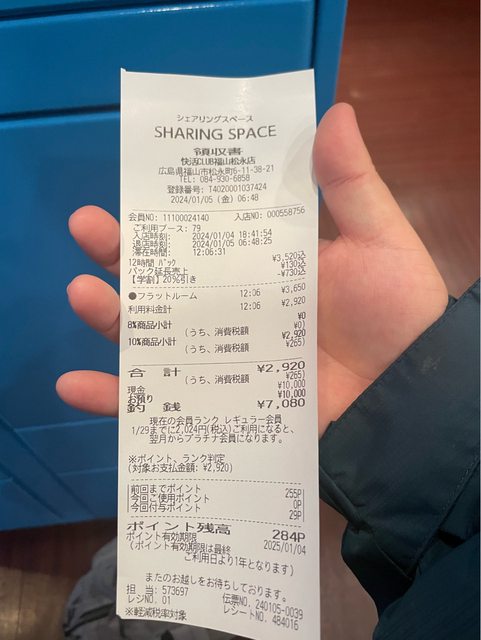 シェアリングスペース
SHARING SPACE
領収書
快活CLUB福山松永店
広島県福山市松永町6-11-38-21
TEL: 084-930-6858
登録番号: T4020001037424
2024/01/05 (金) 06:48
会員NO: 11100024140 入店NO: 000558756
ご利用ブース: 79
入店時刻: 2024/01/04 18:41:54
退店時刻: 2024/01/05 06:48:25
滞在時間: 12:06:31
12時間 パック ¥3,520込
パック延長売上 ¥130込
【学割】20%引き -¥730込
●フラットルーム 12:06 ¥3,650
利用料金計 12:06 ¥2,920
8%商品小計 ¥0
(うち、消費税額 ¥0)
10%商品小計 ¥2,920
(うち、消費税額 ¥265)
合 計 ¥2,920
(うち、消費税額 ¥265)
現金 ¥10,000
お預り ¥10,000
釣 銭 ¥7,080
現在の会員ランク レギュラー会員
1/29までに2,024円(税込)ご利用になると、
翌月からプラチナ会員になります。
※ポイント、ランク判定
(対象お支払金額: ¥2,920)
前回までポイント 255P
今回ご使用ポイント 0P
今回付与ポイント 29P
ポイント残高 284P
ポイント有効期限 2025/01/04
(ポイント有効期限は最終
ご利用日より1年となります)
またのお越しをお待ちしております。
担 当: 573697 伝票NO. 240105-0039
レジNO. 01 レシートNO. 484016
※軽減税率対象